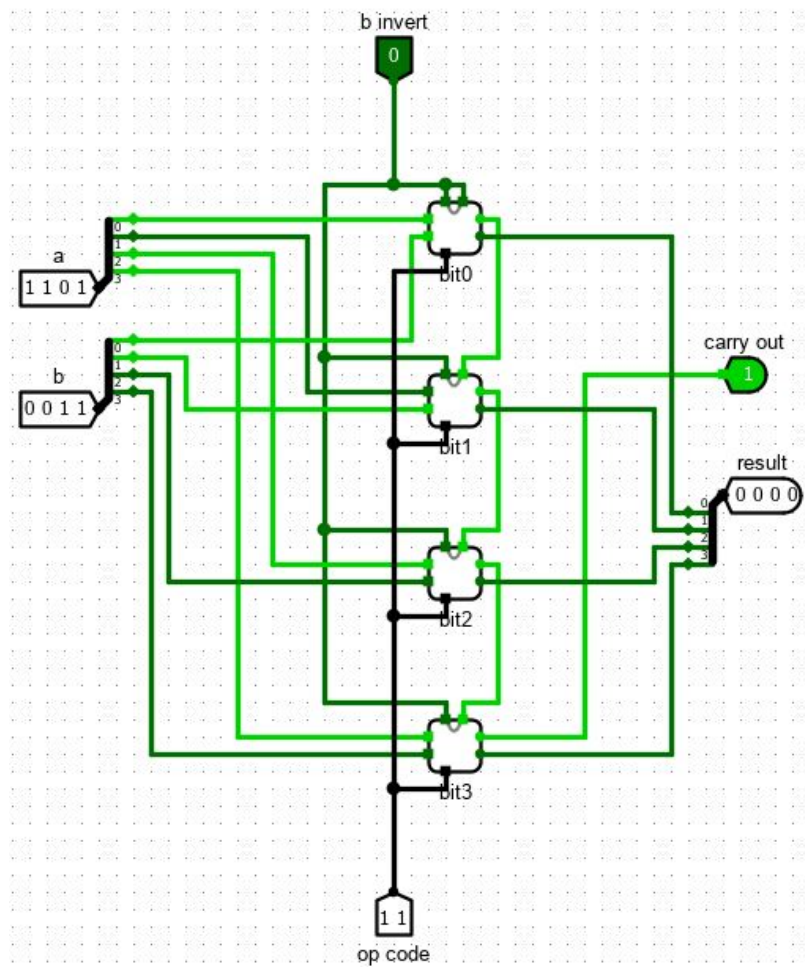 b invert
0
a
0
1
2
3
1 1 0 1
bit0
b
0
1
2
3
0 0 1 1
carry out
1
bit1
result
0
1
2
3
0 0 0 0
bit2
bit3
1 1
op code